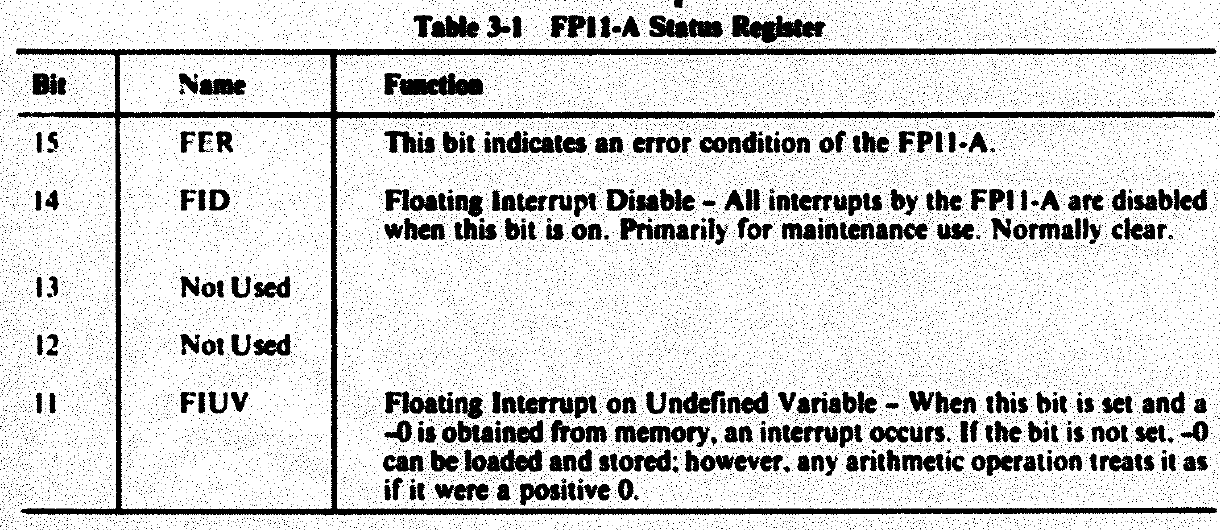 Table 3-1 FP11-A Status Register
Bit Name Function
15 FER This bit indicates an error condition of the FP11-A.
14 FID Floating Interrupt Disable – All interrupts by the FP11-A are disabled
when this bit is on. Primarily for maintenance use. Normally clear.
13 Not Used
12 Not Used
11 FIUV Floating Interrupt on Undefined Variable – When this bit is set and a
-0 is obtained from memory, an interrupt occurs. If the bit is not set, -0
can be loaded and stored; however, any arithmetic operation treats it as
if it were a positive 0.